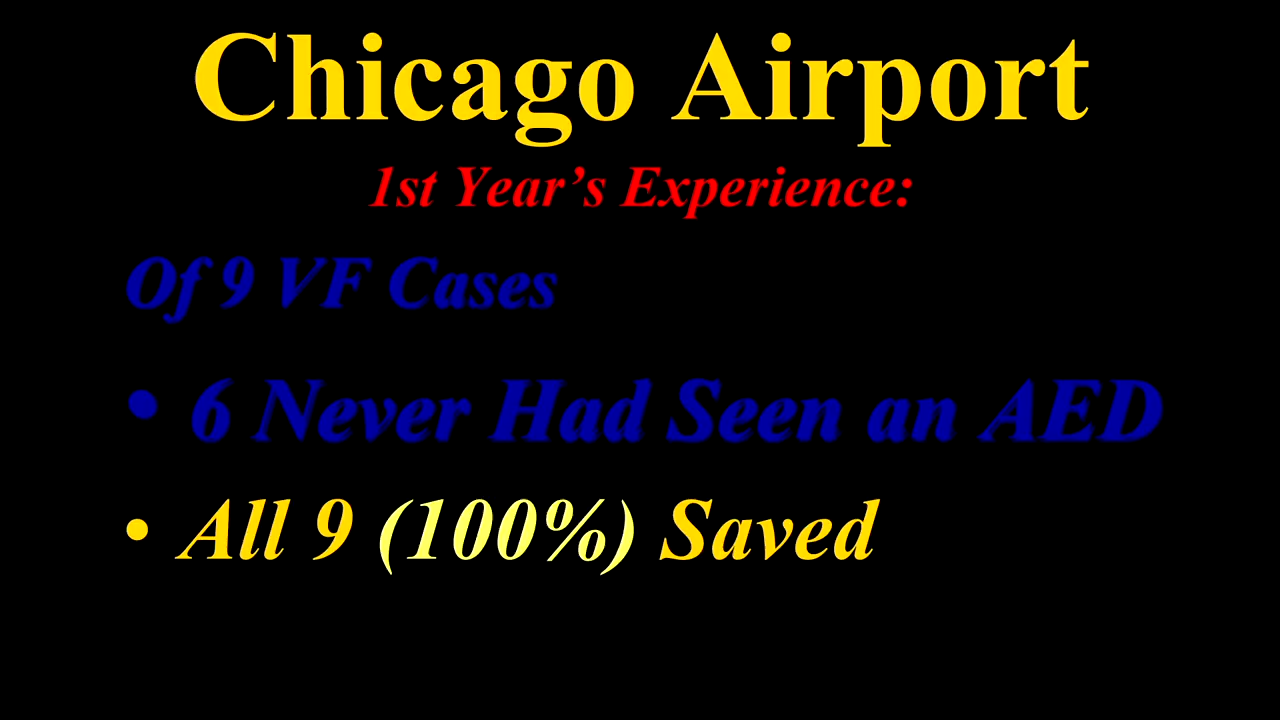 Chicago Airport
1st Year’s Experience:
Of 9 VF Cases
• 6 Never Had Seen an AED
• All 9 (100%) Saved